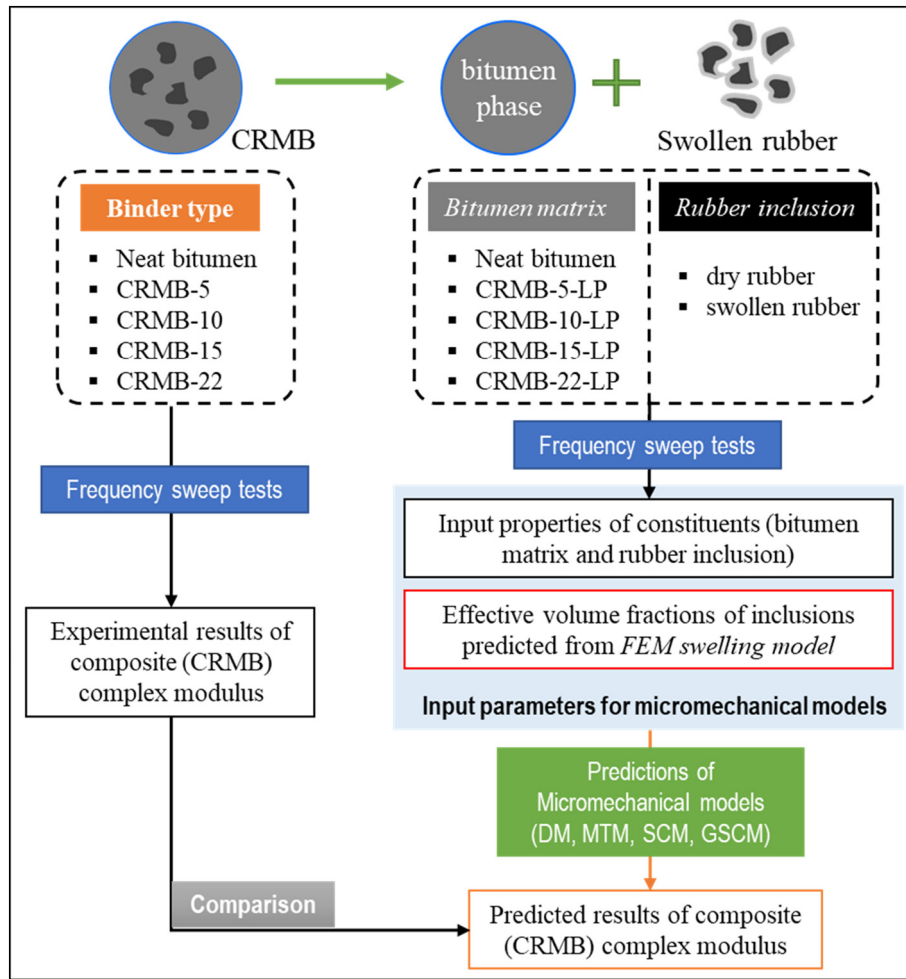 bitumen
phase
CRMB
Swollen rubber
Binder type
▪ Neat bitumen
▪ CRMB-5
▪ CRMB-10
▪ CRMB-15
▪ CRMB-22
Bitumen matrix
▪ Neat bitumen
▪ CRMB-5-LP
▪ CRMB-10-LP
▪ CRMB-15-LP
▪ CRMB-22-LP
Rubber inclusion
▪ dry rubber
▪ swollen rubber
Frequency sweep tests
Frequency sweep tests
Experimental results of
composite (CRMB)
complex modulus
Input properties of constituents (bitumen
matrix and rubber inclusion)
Effective volume fractions of inclusions
predicted from FEM swelling model
Input parameters for micromechanical models
Predictions of
Micromechanical models
(DM, MTM, SCM, GSCM)
Comparison
Predicted results of composite
(CRMB) complex modulus